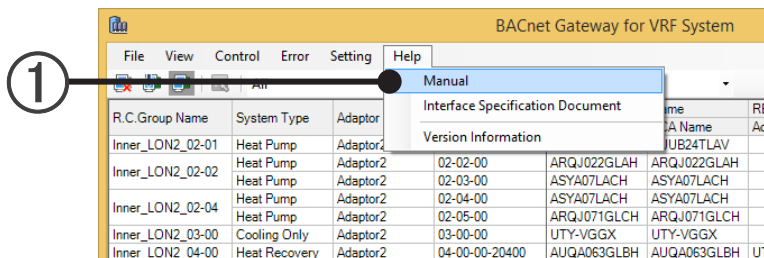 BACnet Gateway for VRF System
File View Control Error Setting Help
1
All
Manual
Interface Specification Document
Version Information
R.C.Group Name System Type Adaptor
CA Name
Inner_LON2_02-01 Heat Pump Adaptor2
Inner_LON2_02-02 Heat Pump Adaptor2 02-02-00 ARQJ022GLAH ARQJ022GLAH
Heat Pump Adaptor2 02-03-00 ASYA07LACH ASYA07LACH
Inner_LON2_02-04 Heat Pump Adaptor2 02-04-00 ASYA07LACH ASYA07LACH
Heat Pump Adaptor2 02-05-00 ARQJ071GLCH ARQJ071GLCH
Inner_LON2_03-00 Cooling Only Adaptor2 03-00-00 UTY-VGGX UTY-VGGX
Inner_LON2_04-00 Heat Recovery Adaptor2 04-00-00-20400 AUQA063GLBH AUQA063GLBH